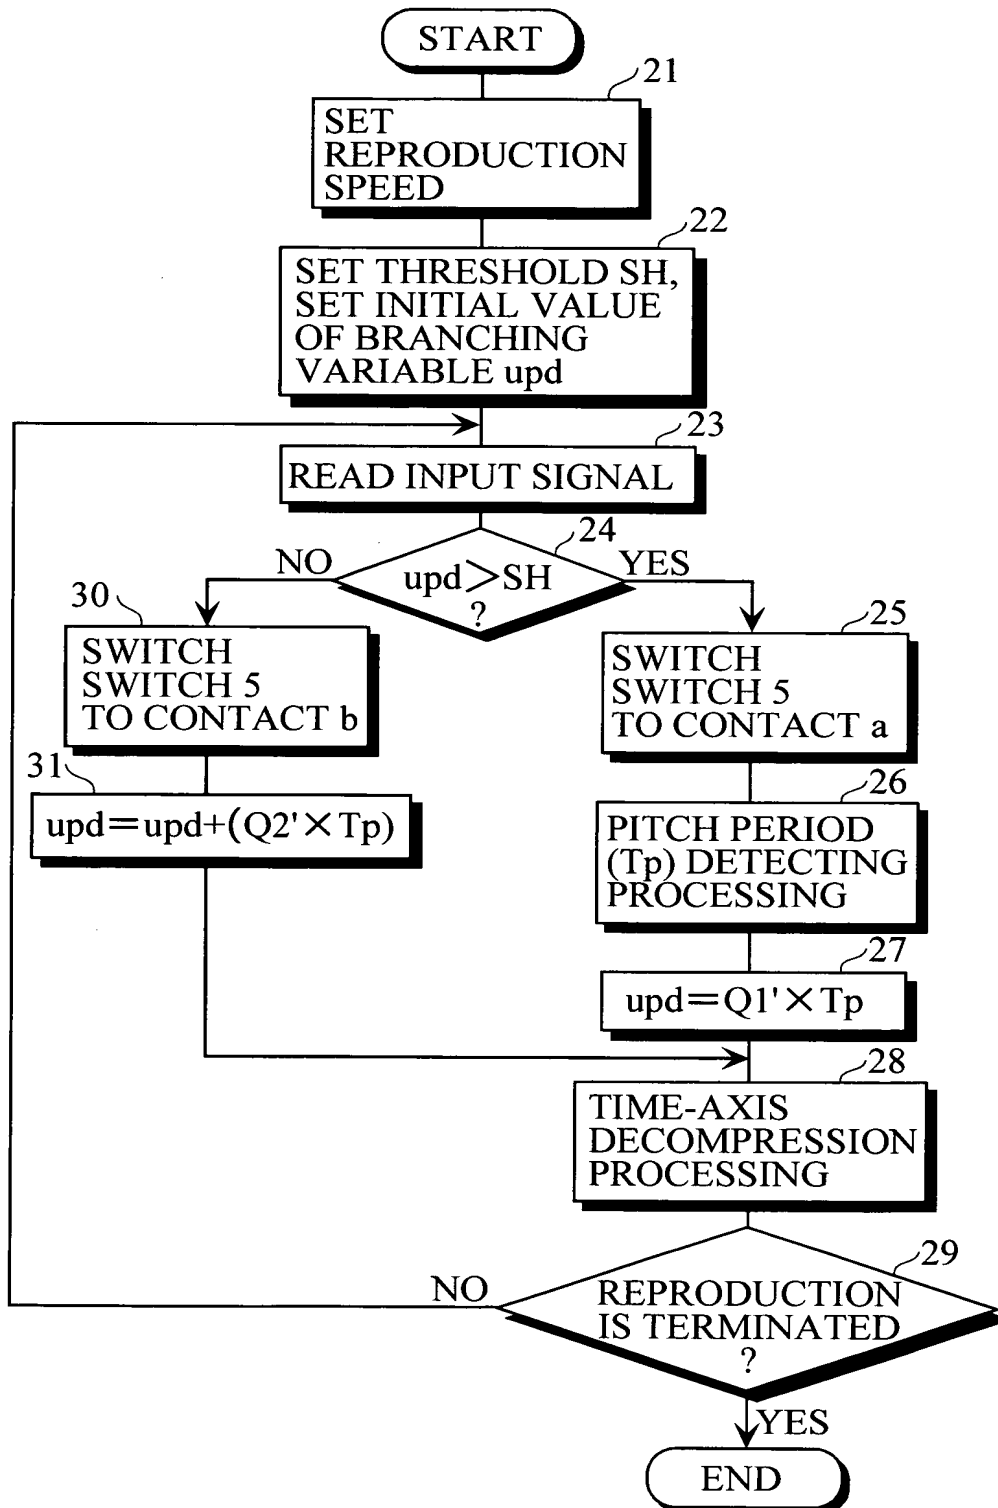 START
21
SET
REPRODUCTION
SPEED
22
SET THRESHOLD SH,
SET INITIAL VALUE
OF BRANCHING
VARIABLE upd
23
READ INPUT SIGNAL
24
NO
YES
upd>SH
?
30
SWITCH
SWITCH 5
TO CONTACT b
25
SWITCH
SWITCH 5
TO CONTACT a
31
upd=upd+(Q2'×Tp)
26
PITCH PERIOD
(Tp) DETECTING
PROCESSING
27
upd=Q1'×Tp
28
TIME-AXIS
DECOMPRESSION
PROCESSING
29
NO
REPRODUCTION
IS TERMINATED
?
YES
END